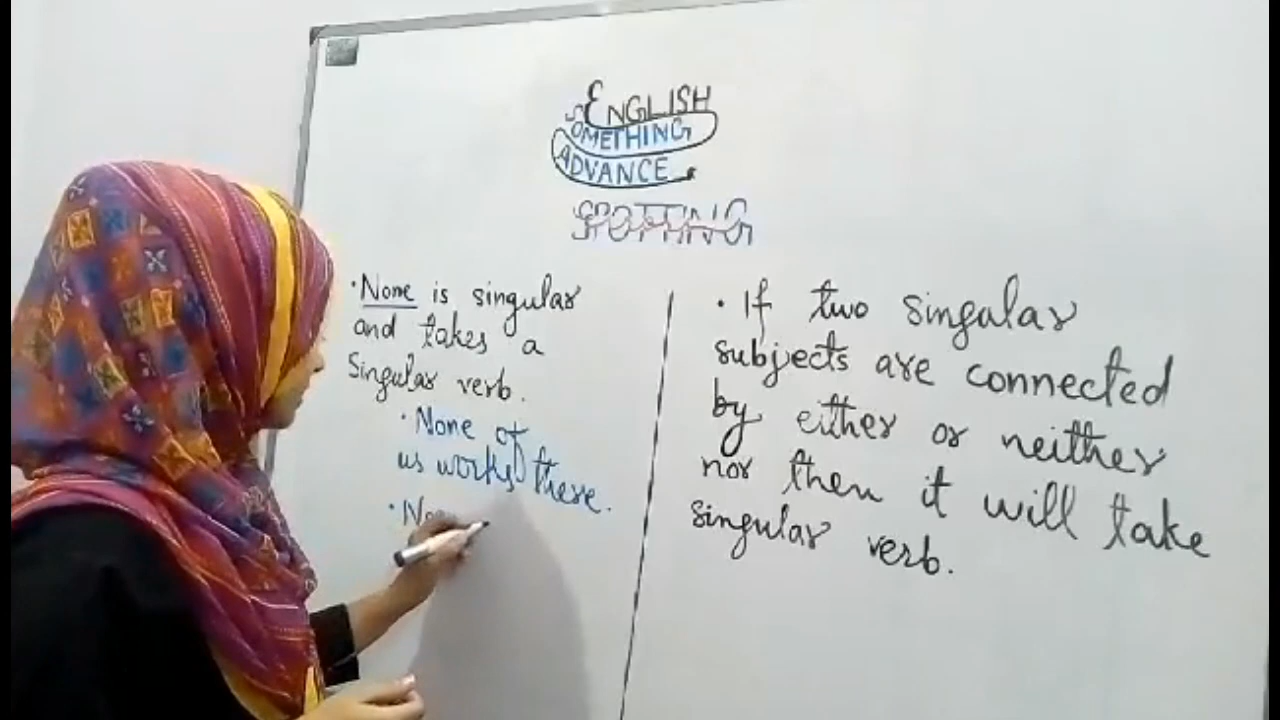 ENGLISH
SOMETHING
ADVANCE
SPOTTING
· None is singular
and takes a
Singular verb.
· None of
us works there.
· Non
· If two singular
subjects are connected
by either or neither
nor then it will take
singular verb.